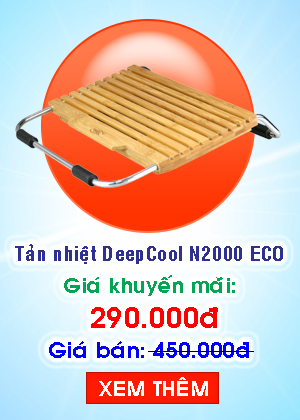 Tản nhiệt DeepCool N2000 ECO
Giá khuyến mãi:
290.000đ
Giá bán: 450.000đ
XEM THÊM